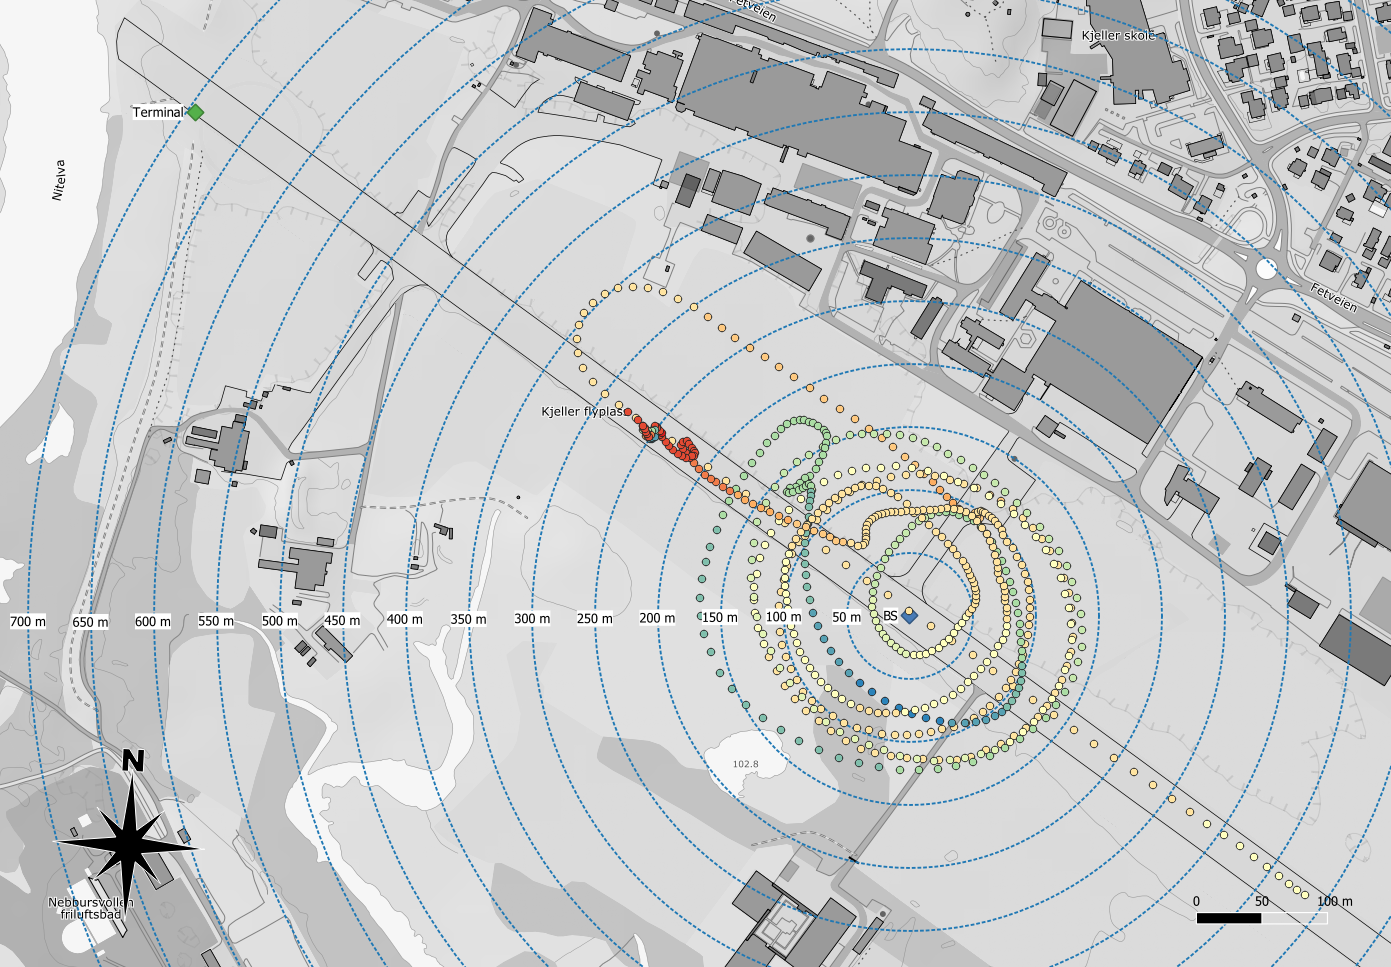 Fetveien
Kjeller skole
Terminal
Nitelva
Fetveien
Kjeller flyplass
700 m
650 m
600 m
550 m
500 m
450 m
400 m
350 m
300 m
250 m
200 m
150 m
100 m
50 m
BS
N
102.8
Nebbursvollen
friluftsbad
0
50
100 m